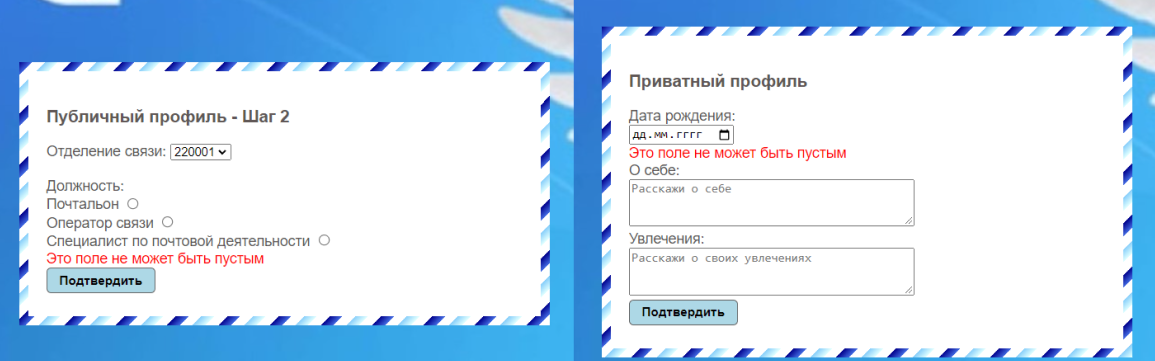 Публичный профиль - Шаг 2
Отделение связи: 220001
Должность:
Почтальон
Оператор связи
Специалист по почтовой деятельности
Это поле не может быть пустым
Подтвердить
Приватный профиль
Дата рождения:
дд.мм.гггг
Это поле не может быть пустым
О себе:
Расскажи о себе
Увлечения:
Расскажи о своих увлечениях
Подтвердить